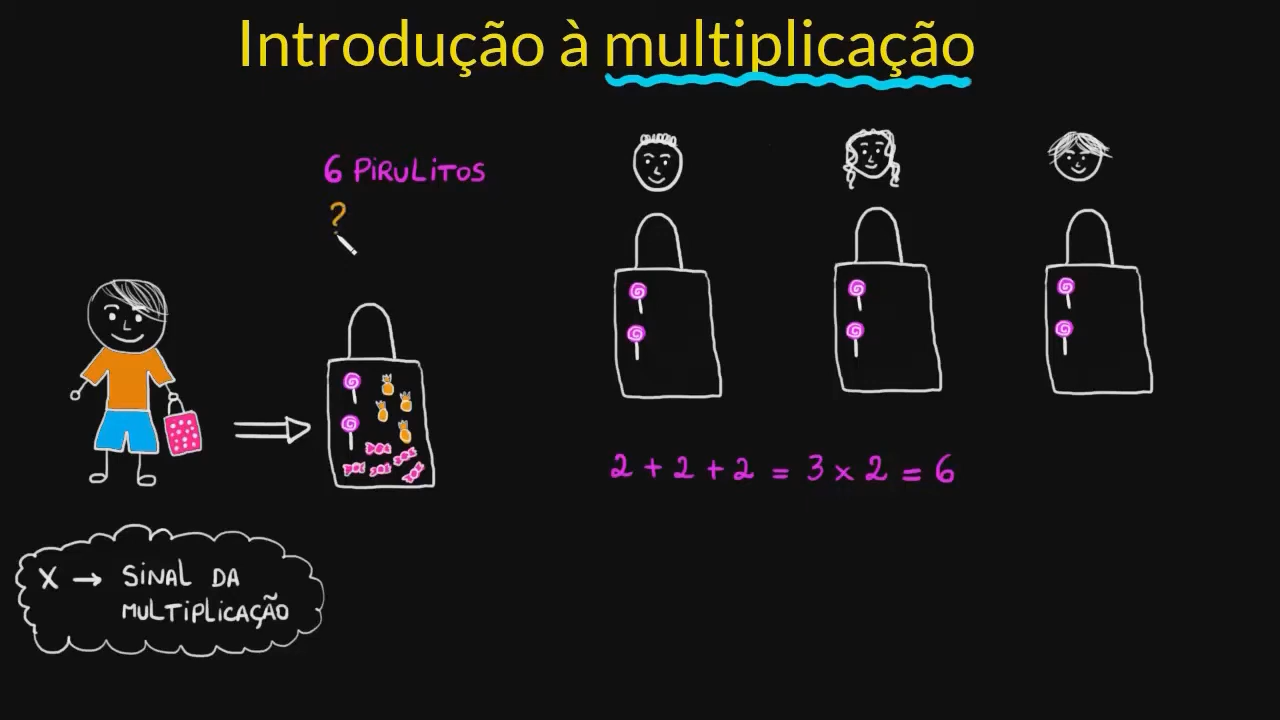 Introdução à multiplicação
6 PiRULiTOS
?
2 + 2 + 2 = 3 x 2 = 6
X → SiNAL DA
MULTiPLiCAÇÃO